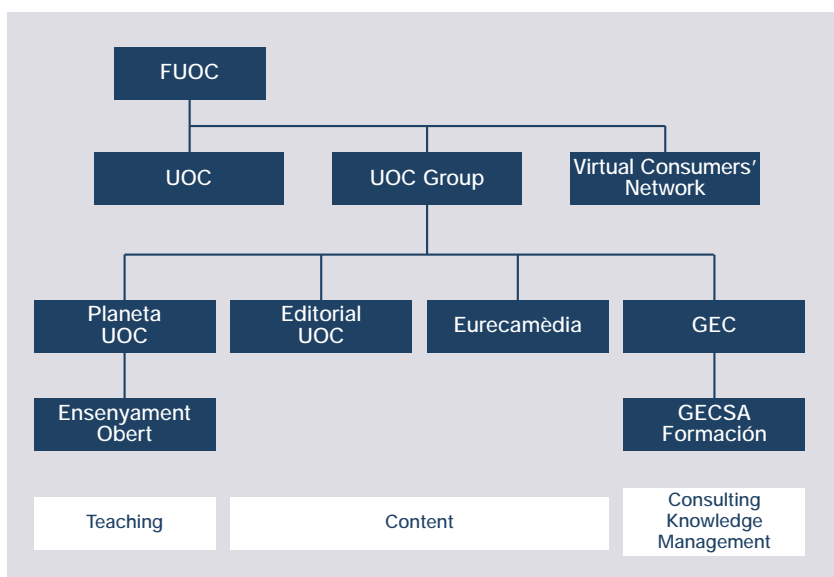 FUOC
UOC
UOC Group
Virtual Consumers’
Network
Planeta
UOC
Editorial
UOC
Eurecamèdia
GEC
Ensenyament
Obert
GECSA
Formación
Teaching
Content
Consulting
Knowledge
Management